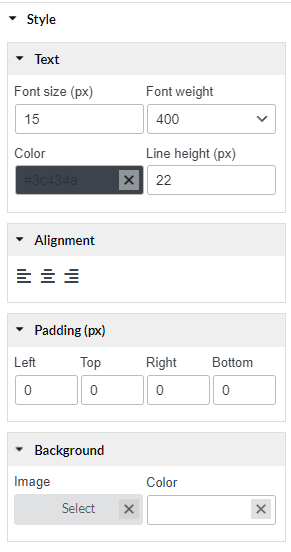 Style
Text
Font size (px) Font weight
15 400
Color Line height (px)
#3c434a 22
Alignment
Padding (px)
Left Top Right Bottom
0 0 0 0
Background
Image Color
Select